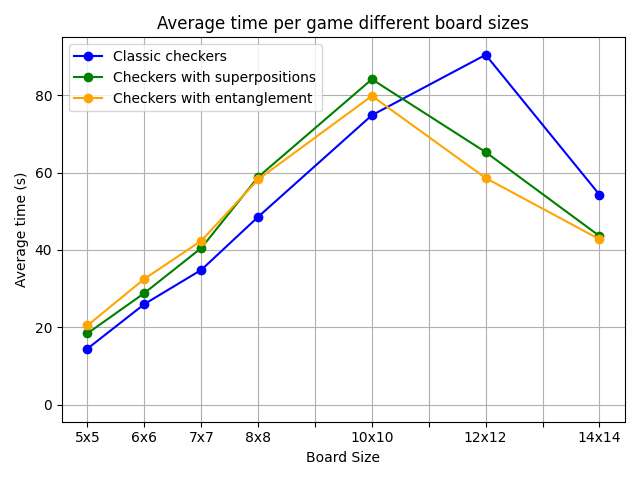 Average time per game different board sizes
Classic checkers
Checkers with superpositions
Checkers with entanglement
Average time (s)
80
60
40
20
0
5x5 6x6 7x7 8x8 10x10 12x12 14x14
Board Size